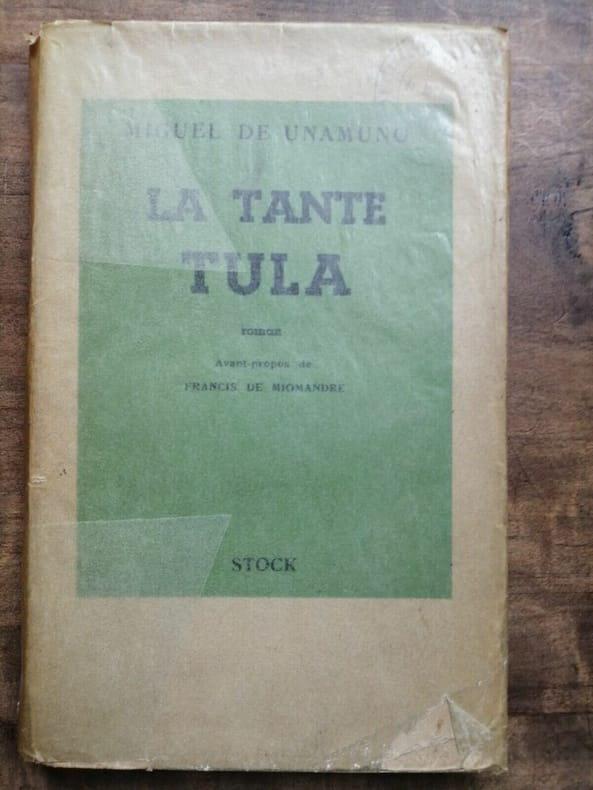 MIGUEL DE UNAMUNO
LA TANTE
TULA
roman
Avant-propos de
FRANCIS DE MIOMANDRE
STOCK